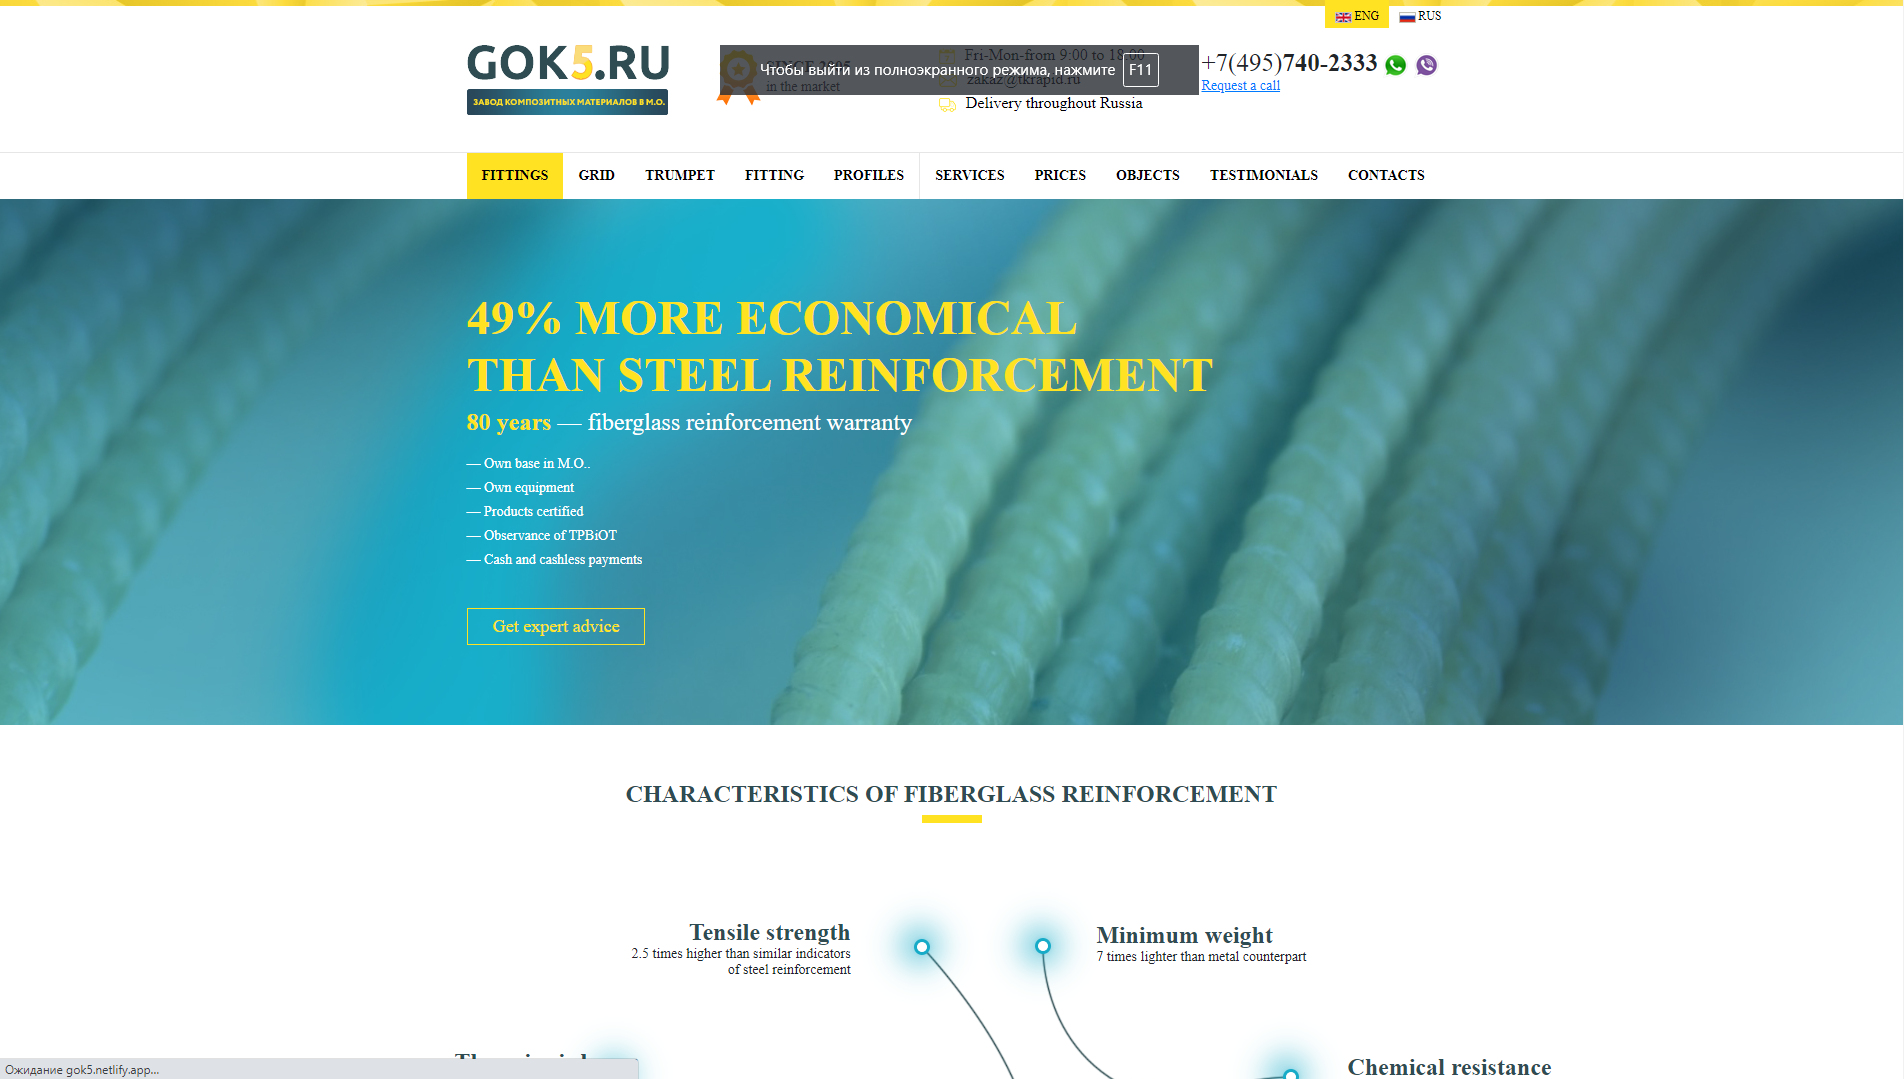 ENG
RUS
GOK5.RU
ЗАВОД КОМПОЗИТНЫХ МАТЕРИАЛОВ В М.О.
SINCE 2005
in the market
Fri-Mon-from 9:00 to 18:00
zakaz@tkrapid.ru
Delivery throughout Russia
Чтобы выйти из полноэкранного режима, нажмите F11
+7(495)740-2333
Request a call
FITTINGS GRID TRUMPET FITTING PROFILES SERVICES PRICES OBJECTS TESTIMONIALS CONTACTS
49% MORE ECONOMICAL
THAN STEEL REINFORCEMENT
80 years — fiberglass reinforcement warranty
— Own base in M.O..
— Own equipment
— Products certified
— Observance of TPBiOT
— Cash and cashless payments
Get expert advice
CHARACTERISTICS OF FIBERGLASS REINFORCEMENT
Tensile strength
2.5 times higher than similar indicators
of steel reinforcement
Minimum weight
7 times lighter than metal counterpart
Chemical resistance
Ожидание gok5.netlify.app...